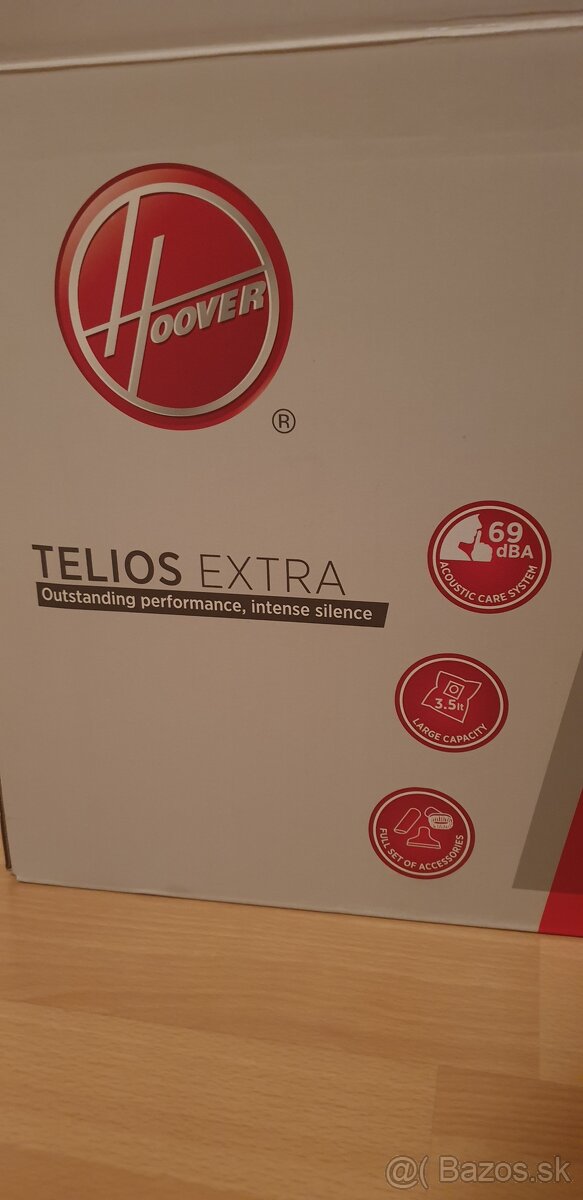 HOOVER
®
69
dBA
ACOUSTIC CARE SYSTEM
TELIOS EXTRA
Outstanding performance, intense silence
3.5lt
LARGE CAPACITY
FULL SET OF ACCESSORIES
@( Bazos.sk